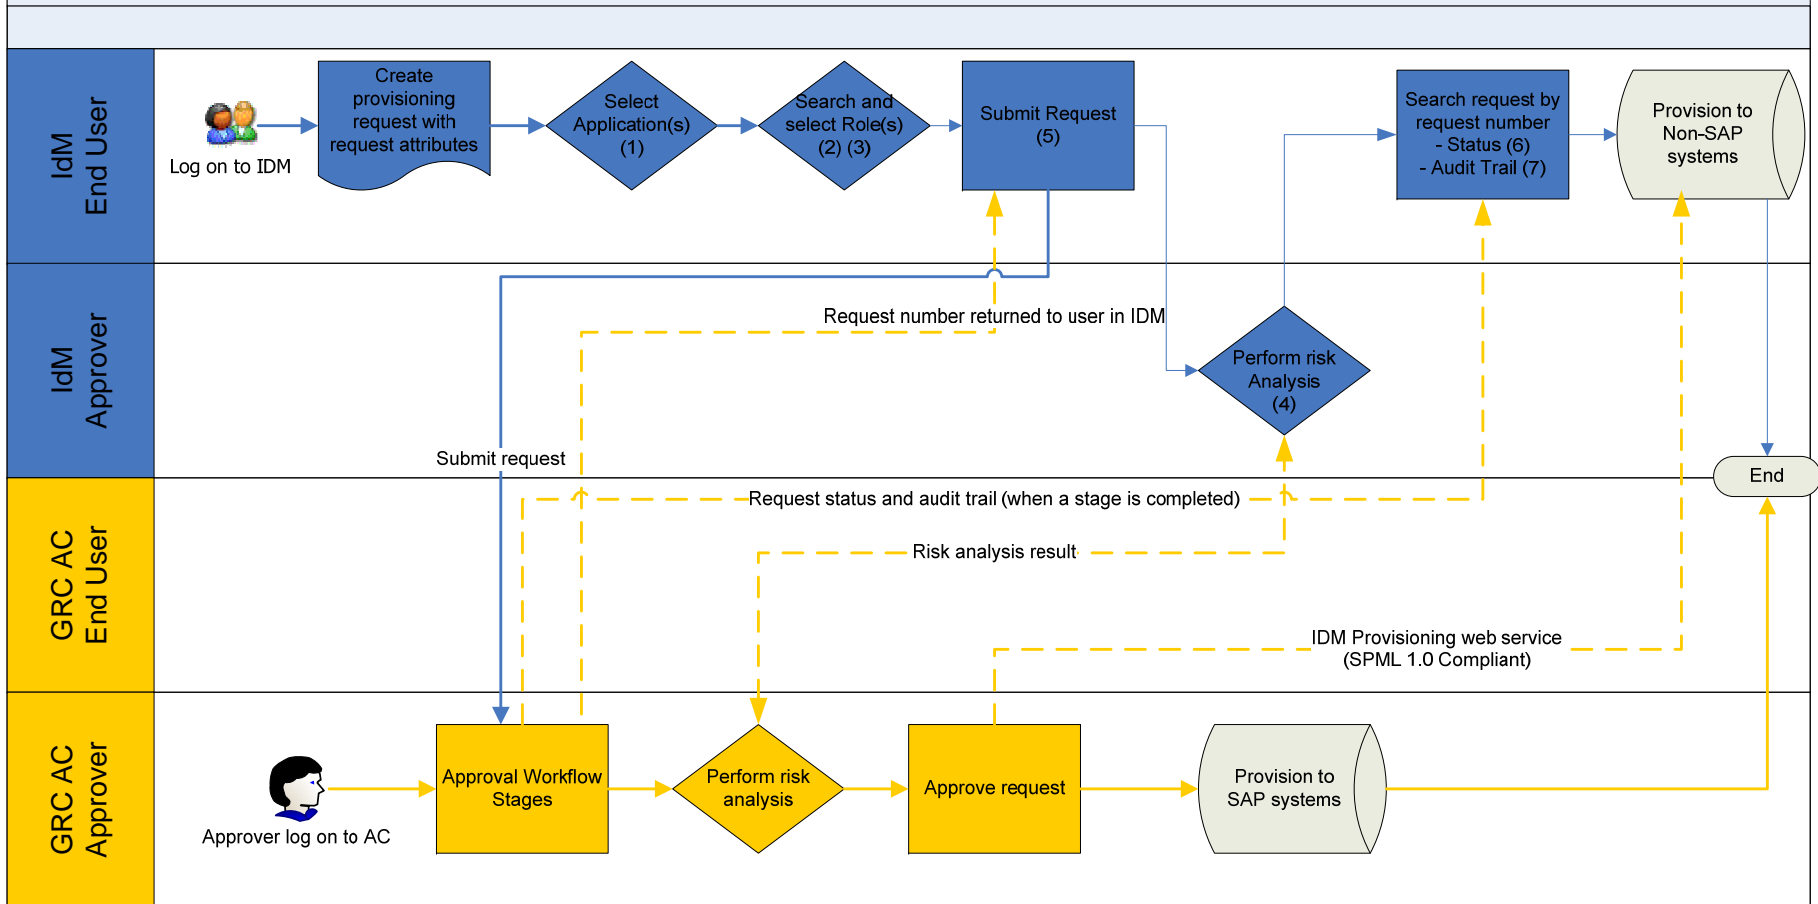 IdM
End User
Log on to IDM
Create
provisioning
request with
request attributes
Select
Application(s)
(1)
Search and
select Role(s)
(2) (3)
Submit Request
(5)
Search request by
request number
- Status (6)
- Audit Trail (7)
Provision to
Non-SAP
systems
IdM
Approver
Request number returned to user in IDM
Perform risk
Analysis
(4)
Submit request
End
GRC AC
End User
Request status and audit trail (when a stage is completed)
Risk analysis result
IDM Provisioning web service
(SPML 1.0 Compliant)
GRC AC
Approver
Approver log on to AC
Approval Workflow
Stages
Perform risk
analysis
Approve request
Provision to
SAP systems